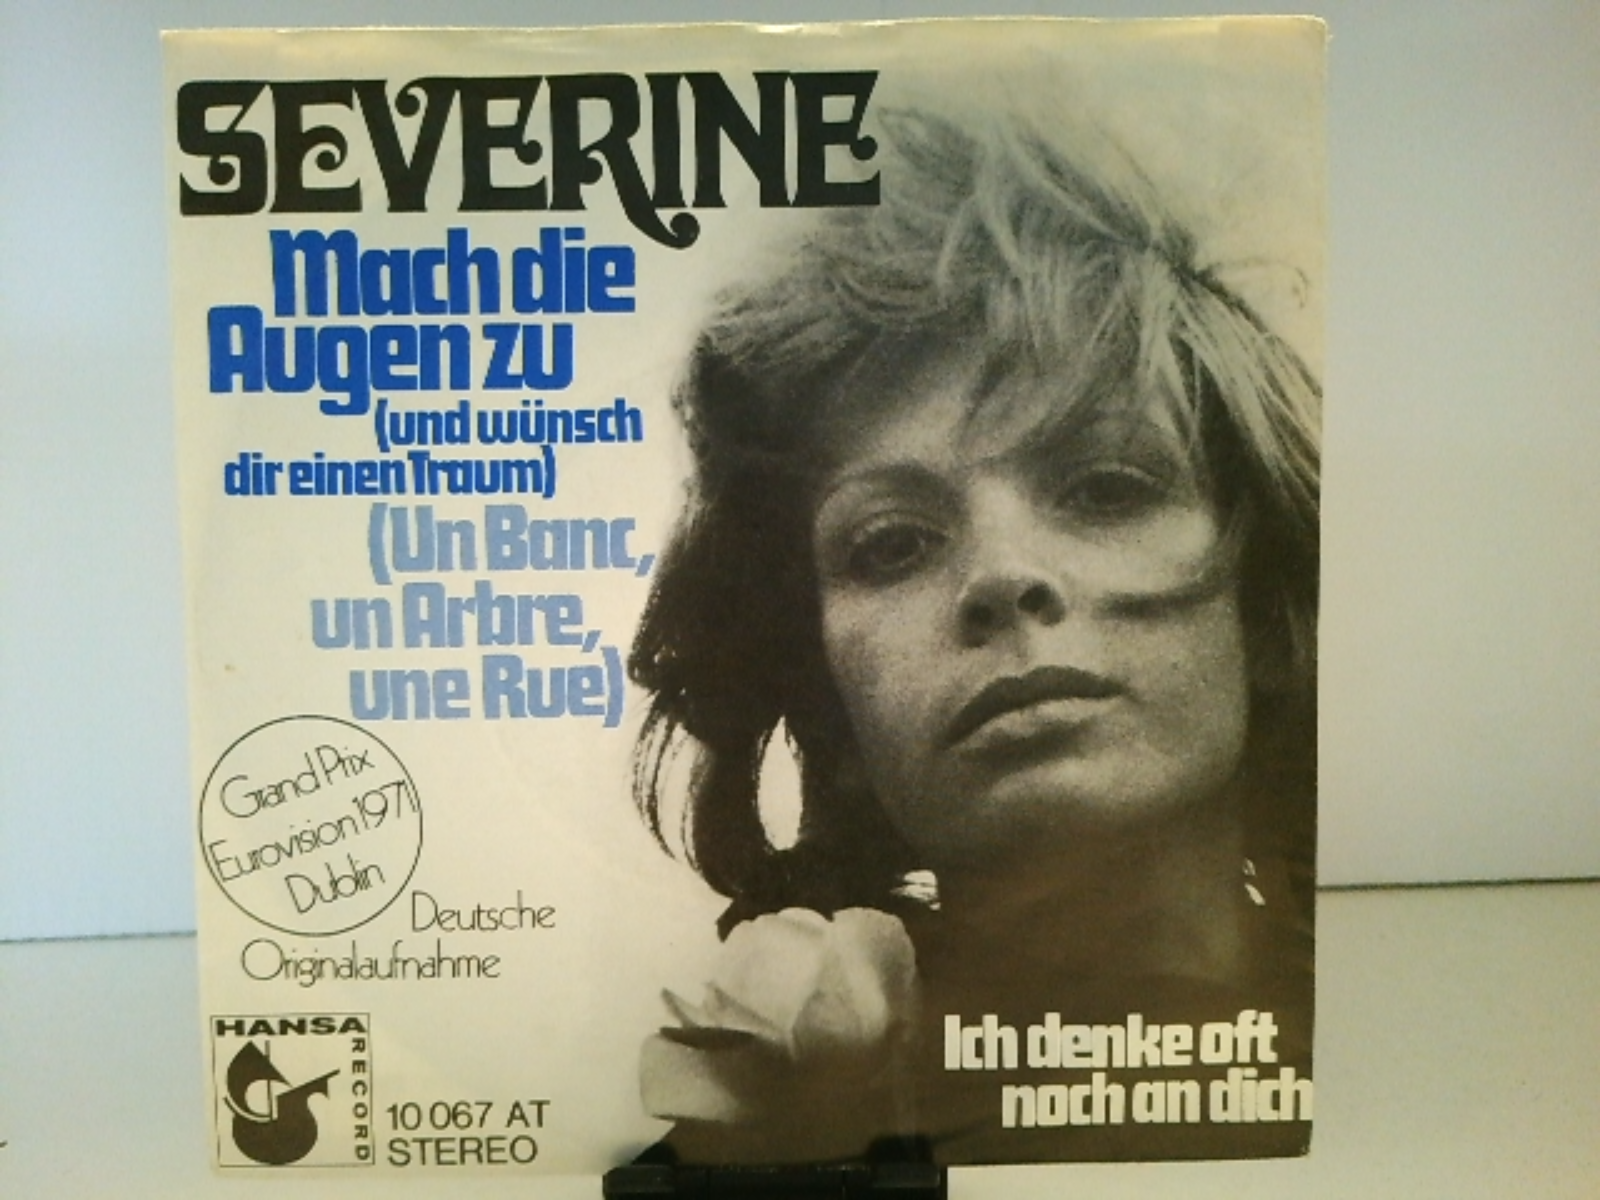 SEVERINE
Mach die
Augen zu
(und wünsch
dir einen Traum)
(Un Banc,
un Arbre,
une Rue)
Grand Prix
Eurovision 1971
Dublin
Deutsche
Originalaufnahme
HANSA
RECORD
10 067 AT
STEREO
Ich denke oft
noch an dich